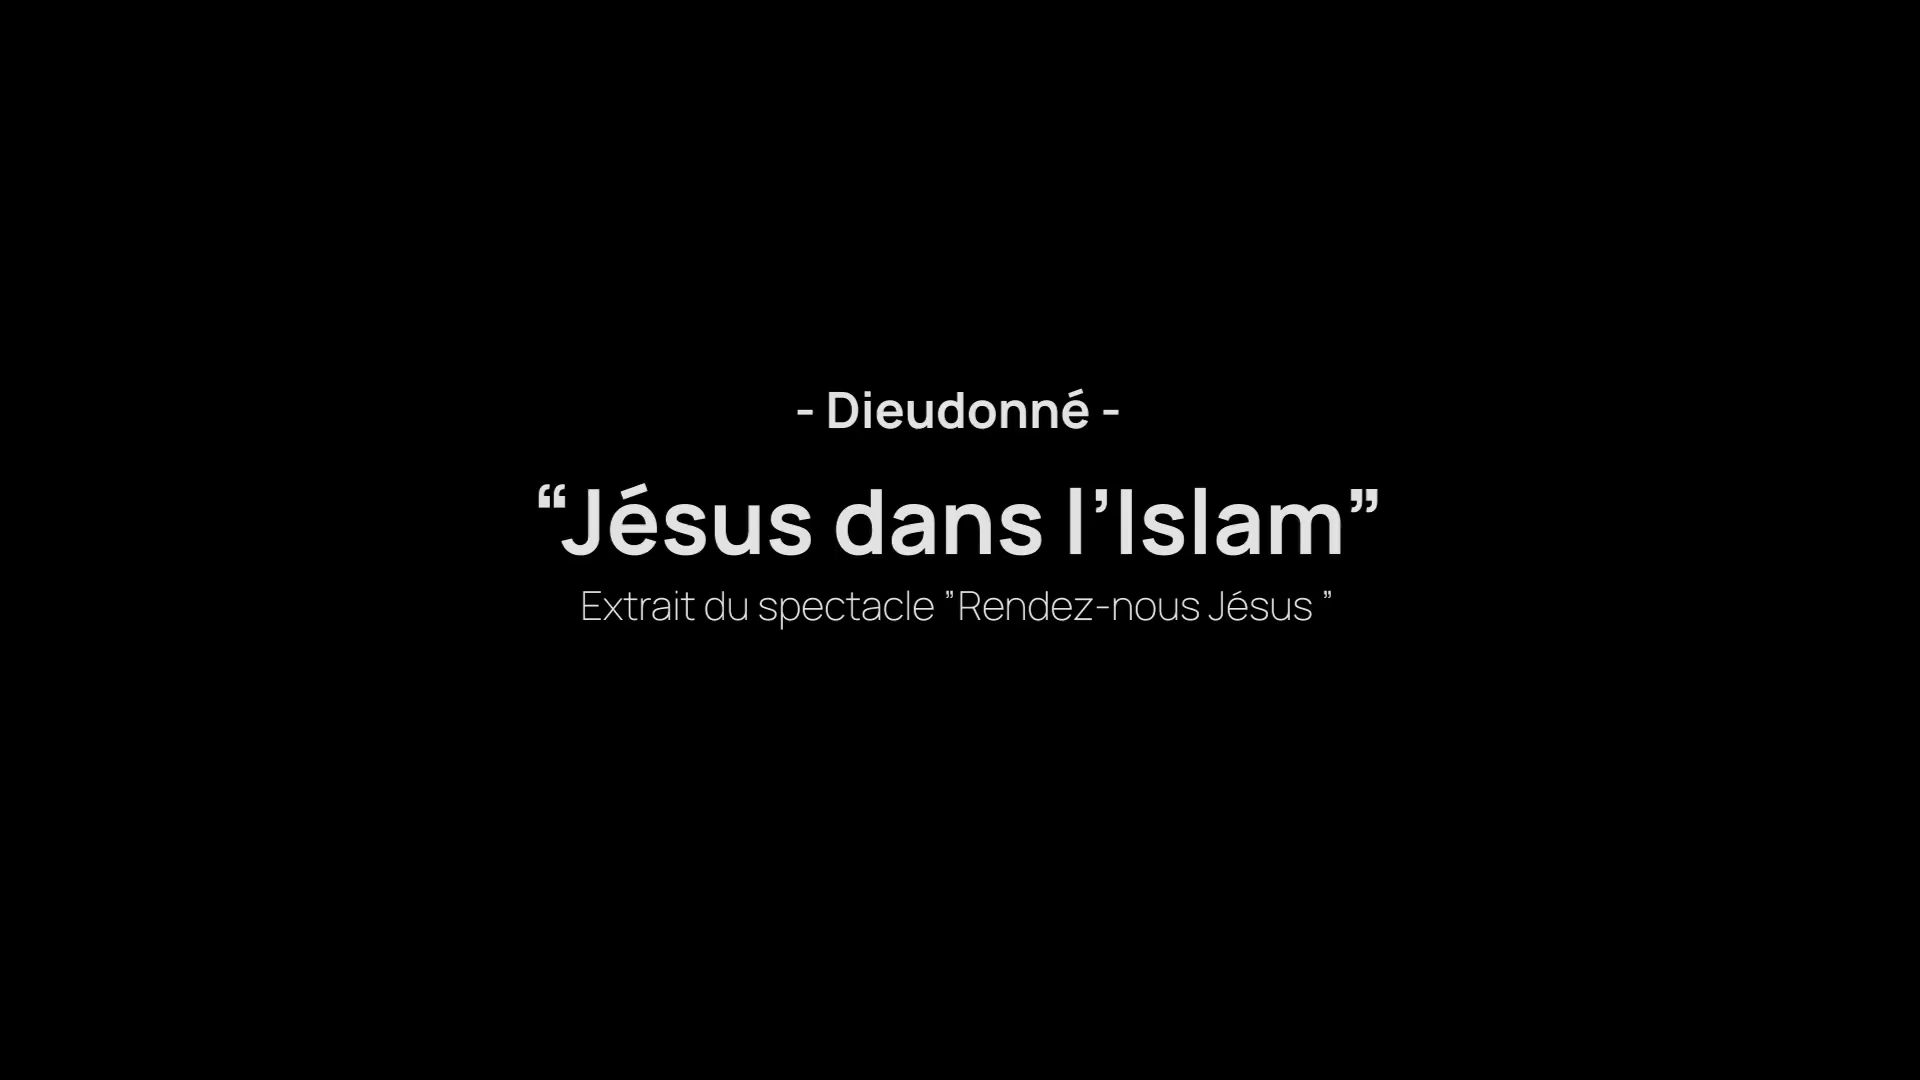 - Dieudonné -
“Jésus dans l’Islam”
Extrait du spectacle ”Rendez-nous Jésus ”